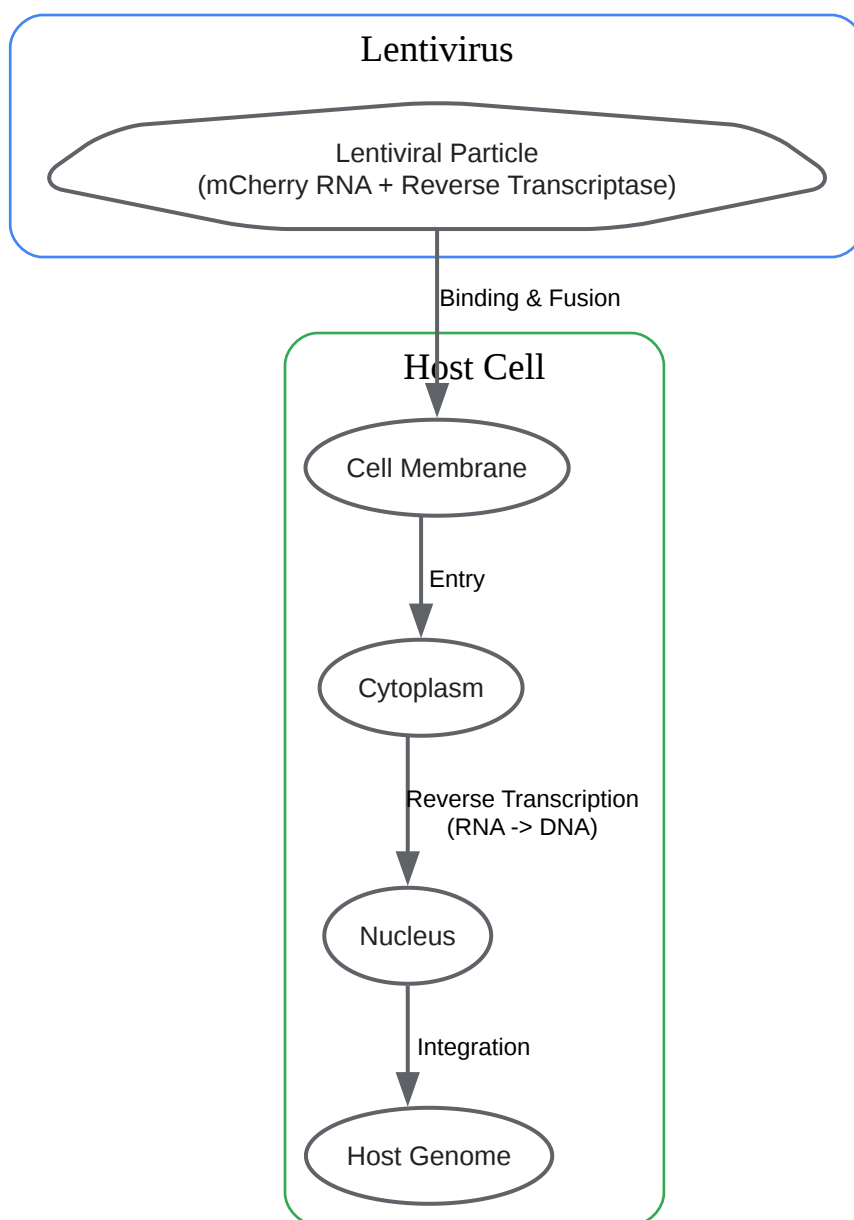 Lentivirus
Lentiviral Particle
(mCherry RNA + Reverse Transcriptase)
Binding & Fusion
Host Cell
Cell Membrane
Entry
Cytoplasm
Reverse Transcription
(RNA -> DNA)
Nucleus
Integration
Host Genome